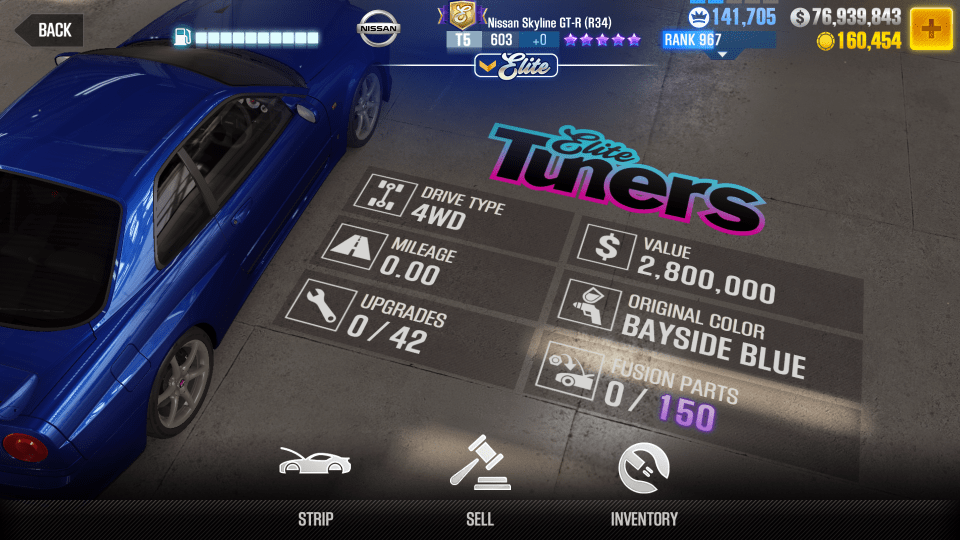 BACK
NISSAN
Nissan Skyline GT-R (R34)
T5 603 +0
Elite
141,705
$ 76,939,843
RANK 967
160,454
+
Elite
Tuners
DRIVE TYPE
4WD
MILEAGE
0.00
UPGRADES
0 / 42
$ VALUE
2,800,000
ORIGINAL COLOR
BAYSIDE BLUE
FUSION PARTS
0 / 150
STRIP
SELL
INVENTORY